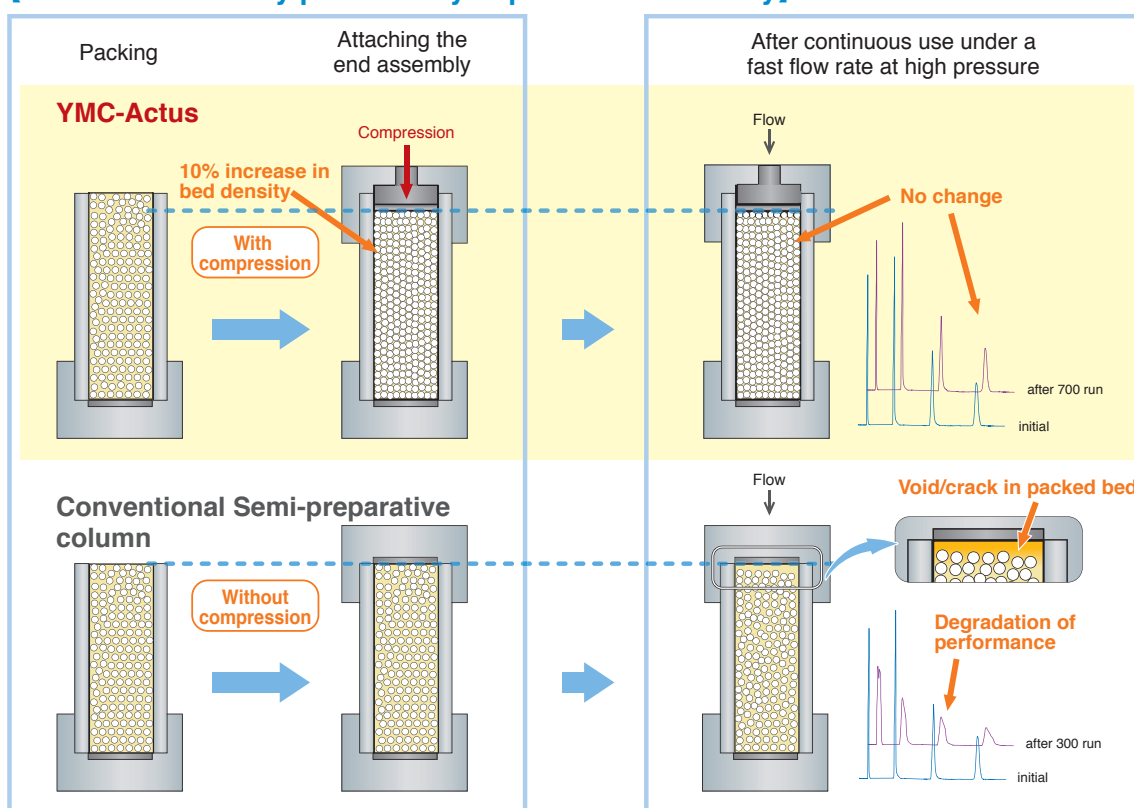 Packing
Attaching the
end assembly
After continuous use under a
fast flow rate at high pressure
YMC-Actus
Compression
10% increase in
bed density
With
compression
Flow
No change
after 700 run
initial
Conventional Semi-preparative
column
Without
compression
Flow
Void/crack in packed bed
Degradation of
performance
after 300 run
initial